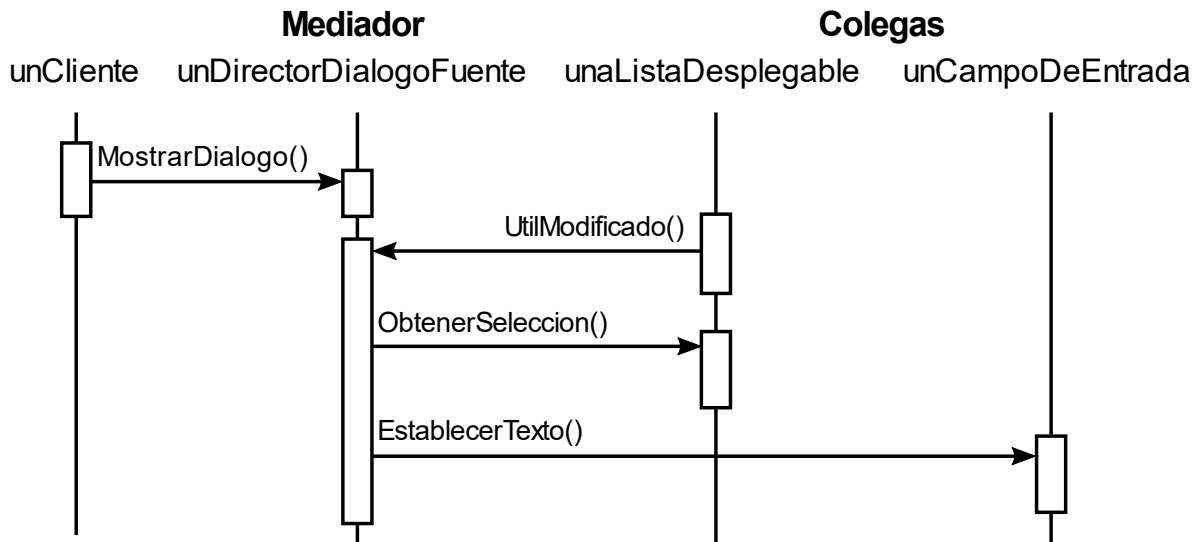 Mediador Colegas
unCliente unDirectorDialogoFuente unaListaDesplegable unCampoDeEntrada
MostrarDialogo()
UtilModificado()
ObtenerSeleccion()
EstablecerTexto()